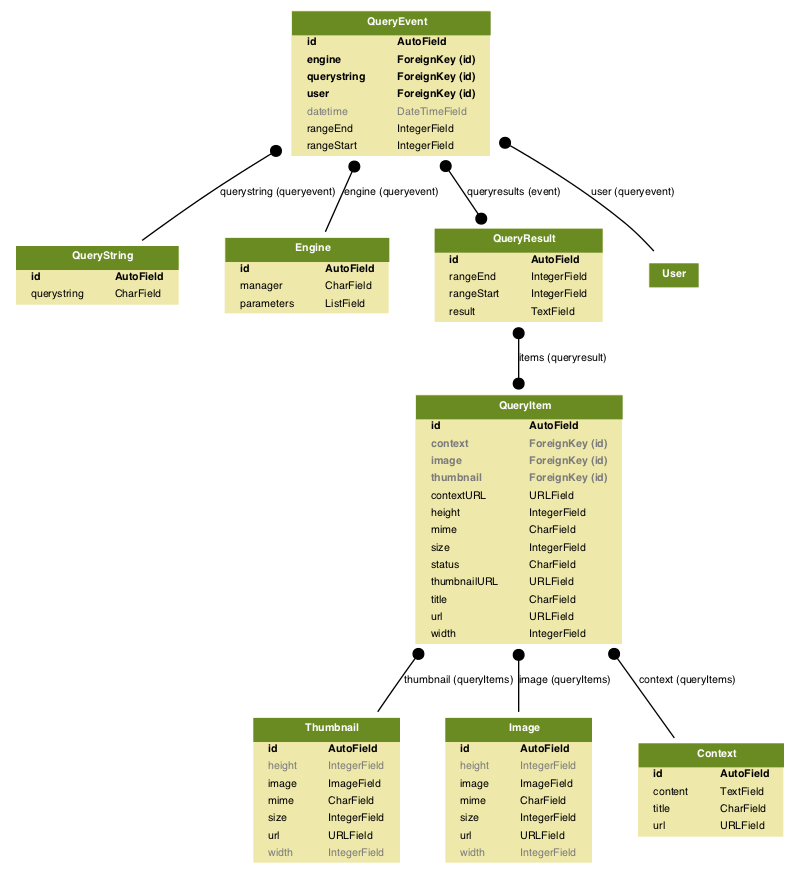 QueryEvent
id AutoField
engine ForeignKey (id)
querystring ForeignKey (id)
user ForeignKey (id)
datetime DateTimeField
rangeEnd IntegerField
rangeStart IntegerField
querystring (queryevent)
engine (queryevent)
queryresults (event)
user (queryevent)
QueryString
id AutoField
querystring CharField
Engine
id AutoField
manager CharField
parameters ListField
QueryResult
id AutoField
rangeEnd IntegerField
rangeStart IntegerField
result TextField
User
items (queryresult)
QueryItem
id AutoField
context ForeignKey (id)
image ForeignKey (id)
thumbnail ForeignKey (id)
contextURL URLField
height IntegerField
mime CharField
size IntegerField
status CharField
thumbnailURL URLField
title CharField
url URLField
width IntegerField
thumbnail (queryItems)
image (queryItems)
context (queryItems)
Thumbnail
id AutoField
height IntegerField
image ImageField
mime CharField
size IntegerField
url URLField
width IntegerField
Image
id AutoField
height IntegerField
image ImageField
mime CharField
size IntegerField
url URLField
width IntegerField
Context
id AutoField
content TextField
title CharField
url URLField